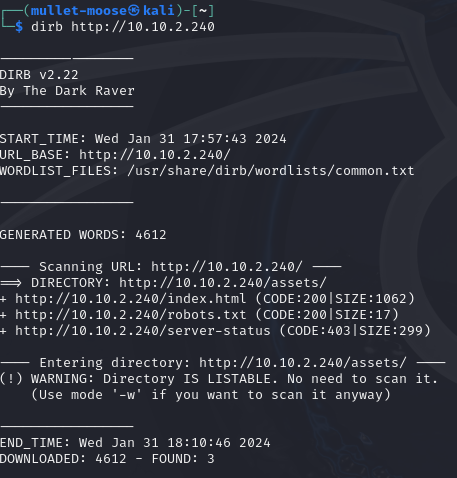 ┌──(mullet-moose㉿kali)-[~]
└─$ dirb http://10.10.2.240

-----------------
DIRB v2.22
By The Dark Raver
-----------------

START_TIME: Wed Jan 31 17:57:43 2024
URL_BASE: http://10.10.2.240/
WORDLIST_FILES: /usr/share/dirb/wordlists/common.txt

-----------------

GENERATED WORDS: 4612

---- Scanning URL: http://10.10.2.240/ ----
==> DIRECTORY: http://10.10.2.240/assets/
+ http://10.10.2.240/index.html (CODE:200|SIZE:1062)
+ http://10.10.2.240/robots.txt (CODE:200|SIZE:17)
+ http://10.10.2.240/server-status (CODE:403|SIZE:299)

---- Entering directory: http://10.10.2.240/assets/ ----
(!) WARNING: Directory IS LISTABLE. No need to scan it.
    (Use mode '-w' if you want to scan it anyway)

-----------------
END_TIME: Wed Jan 31 18:10:46 2024
DOWNLOADED: 4612 - FOUND: 3